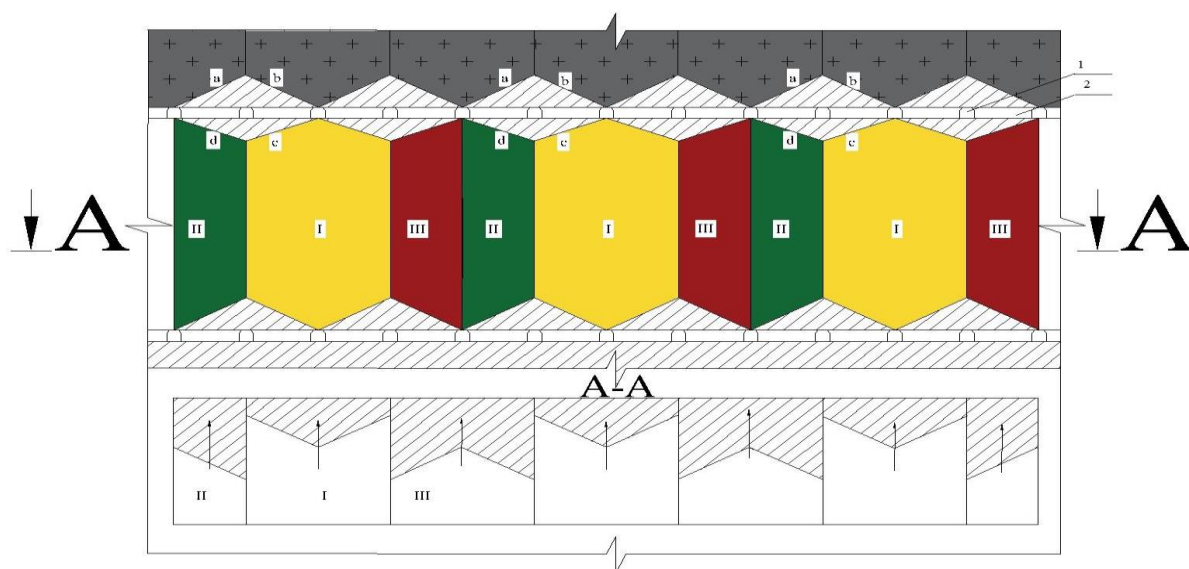 a b a b a b
1
2
d c d c d c
A A
II I III II I III II I III
A-A
II I III